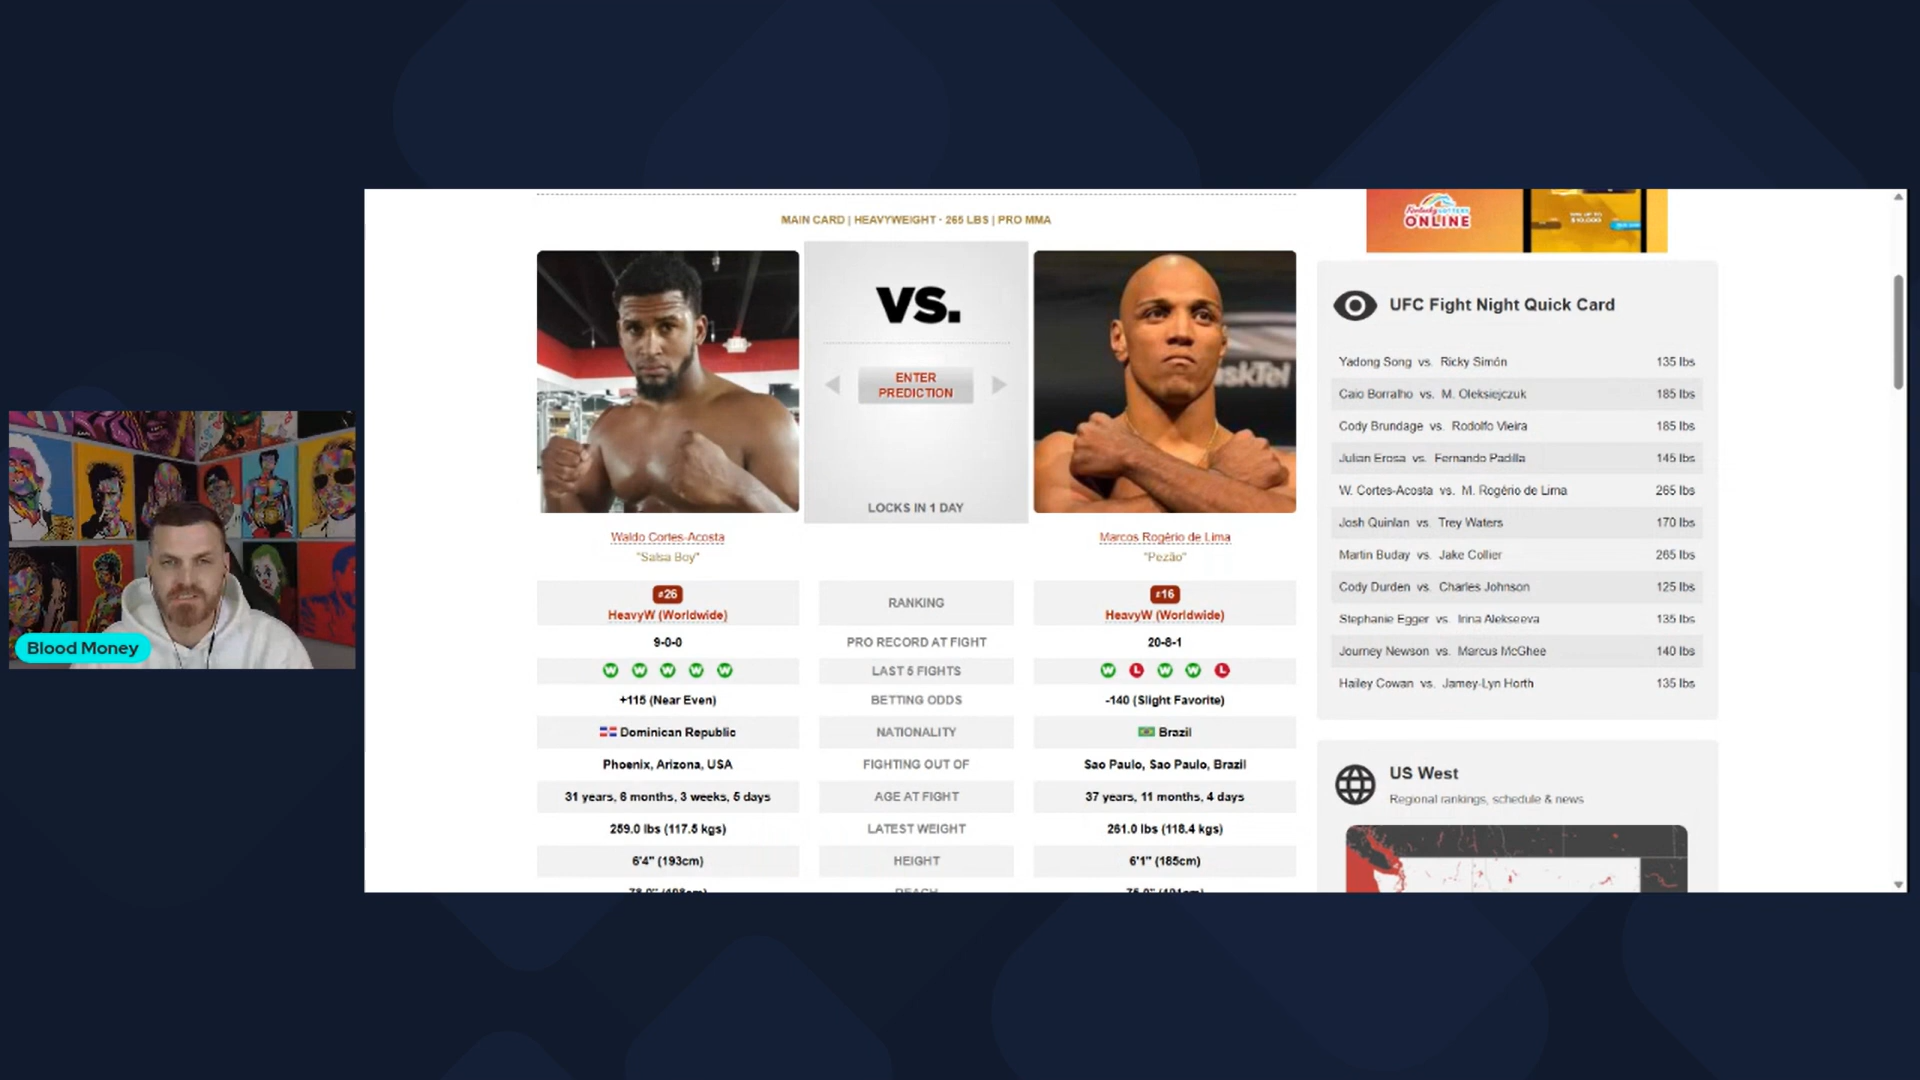 MAIN CARD | HEAVYWEIGHT · 265 LBS | PRO MMA
VS.
ENTER
PREDICTION
LOCKS IN 1 DAY
Waldo Cortes-Acosta
"Salsa Boy"
Marcos Rogério de Lima
"Pezão"
#26
HeavyW (Worldwide)
RANKING
#16
HeavyW (Worldwide)
9-0-0
PRO RECORD AT FIGHT
20-8-1
W W W W W
LAST 5 FIGHTS
W L W W L
+115 (Near Even)
BETTING ODDS
-140 (Slight Favorite)
Dominican Republic
NATIONALITY
Brazil
Phoenix, Arizona, USA
FIGHTING OUT OF
Sao Paulo, Sao Paulo, Brazil
31 years, 6 months, 3 weeks, 5 days
AGE AT FIGHT
37 years, 11 months, 4 days
LATEST WEIGHT
261.0 lbs (118.4 kgs)
6'4" (193cm)
HEIGHT
6'1" (185cm)
REACH
ONLINE
UFC Fight Night Quick Card
Yadong Song vs. Ricky Simón 135 lbs
Caio Borralho vs. M. Oleksiejczuk 185 lbs
Cody Brundage vs. Rodolfo Vieira 185 lbs
Julian Erosa vs. Fernando Padilla 145 lbs
W. Cortes-Acosta vs. M. Rogério de Lima 265 lbs
Josh Quinlan vs. Trey Waters 170 lbs
Martin Buday vs. Jake Collier 265 lbs
Cody Durden vs. Charles Johnson 125 lbs
Stephanie Egger vs. Irina Alekseeva 135 lbs
Journey Newson vs. Marcus McGhee 140 lbs
Hailey Cowan vs. Jamey-Lyn Horth 135 lbs
US West
Regional rankings, schedule & news
Blood Money